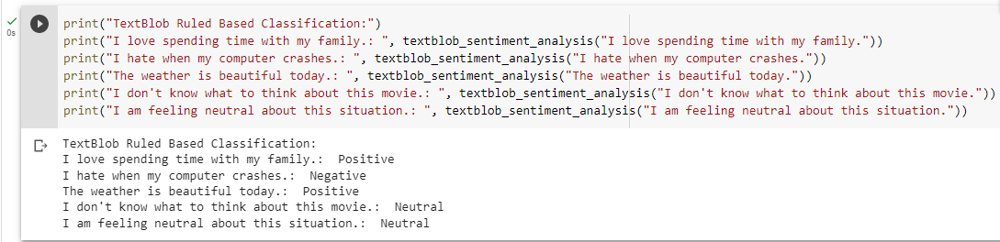 print("TextBlob Ruled Based Classification:")
print("I love spending time with my family.: ", textblob_sentiment_analysis("I love spending time with my family."))
print("I hate when my computer crashes.: ", textblob_sentiment_analysis("I hate when my computer crashes."))
print("The weather is beautiful today.: ", textblob_sentiment_analysis("The weather is beautiful today."))
print("I don't know what to think about this movie.: ", textblob_sentiment_analysis("I don't know what to think about this movie."))
print("I am feeling neutral about this situation.: ", textblob_sentiment_analysis("I am feeling neutral about this situation."))
0s
TextBlob Ruled Based Classification:
I love spending time with my family.:  Positive
I hate when my computer crashes.:  Negative
The weather is beautiful today.:  Positive
I don't know what to think about this movie.:  Neutral
I am feeling neutral about this situation.:  Neutral